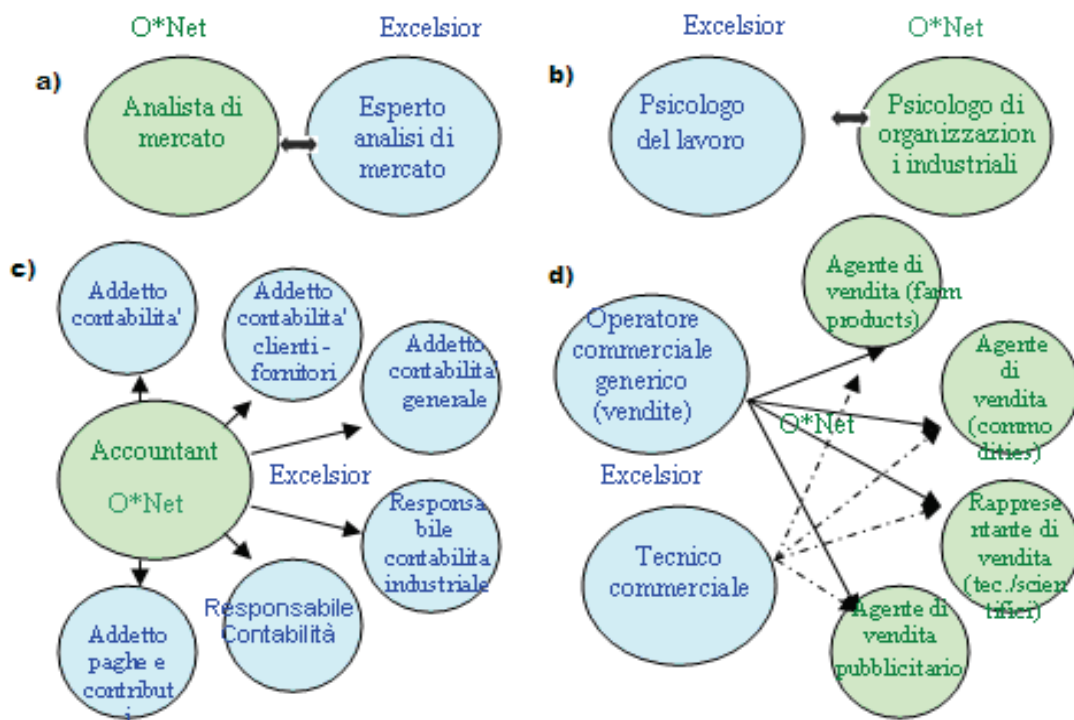 O*Net
Excelsior
a)
Analista di
mercato
Esperto
analisi di
mercato
Excelsior
O*Net
b)
Psicologo
del lavoro
Psicologo di
organizzazion
i industriali
c)
Addetto
contabilita'
Addetto
contabilita'
clienti -
fornitori
Addetto
contabilita'
generale
Accountant
O*Net
Excelsior
Responsa
bile
contabilita
industriale
Responsabile
Contabilità
Addetto
paghe e
contribut
i
d)
Agente di
vendita (farm
products)
Operatore
commerciale
generico
(vendite)
O*Net
Agente
di
vendita
(commo
dities)
Excelsior
Tecnico
commerciale
Rapprese
ntante di
vendita
(tec./scien
tifici)
Agente di
vendita
pubblicitario